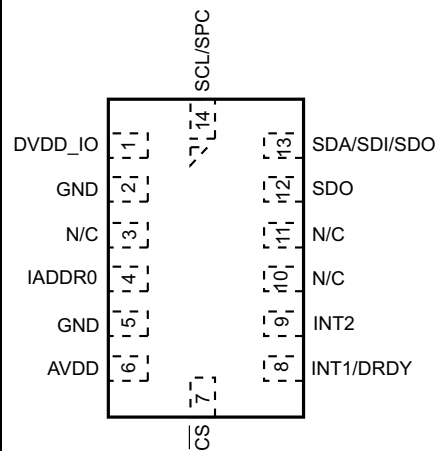 SCL/SPC
14
DVDD_IO 1 13 SDA/SDI/SDO
GND 2 12 SDO
N/C 3 11 N/C
IADDR0 4 10 N/C
GND 5 9 INT2
AVDD 6 8 INT1/DRDY
7
CS